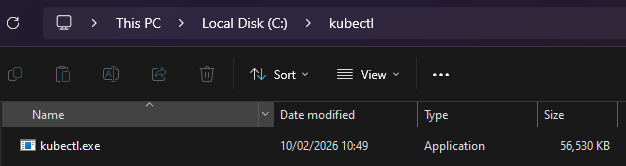 This PC > Local Disk (C:) > kubectl
Sort View
Name Date modified Type Size
kubectl.exe 10/02/2026 10:49 Application 56,530 KB